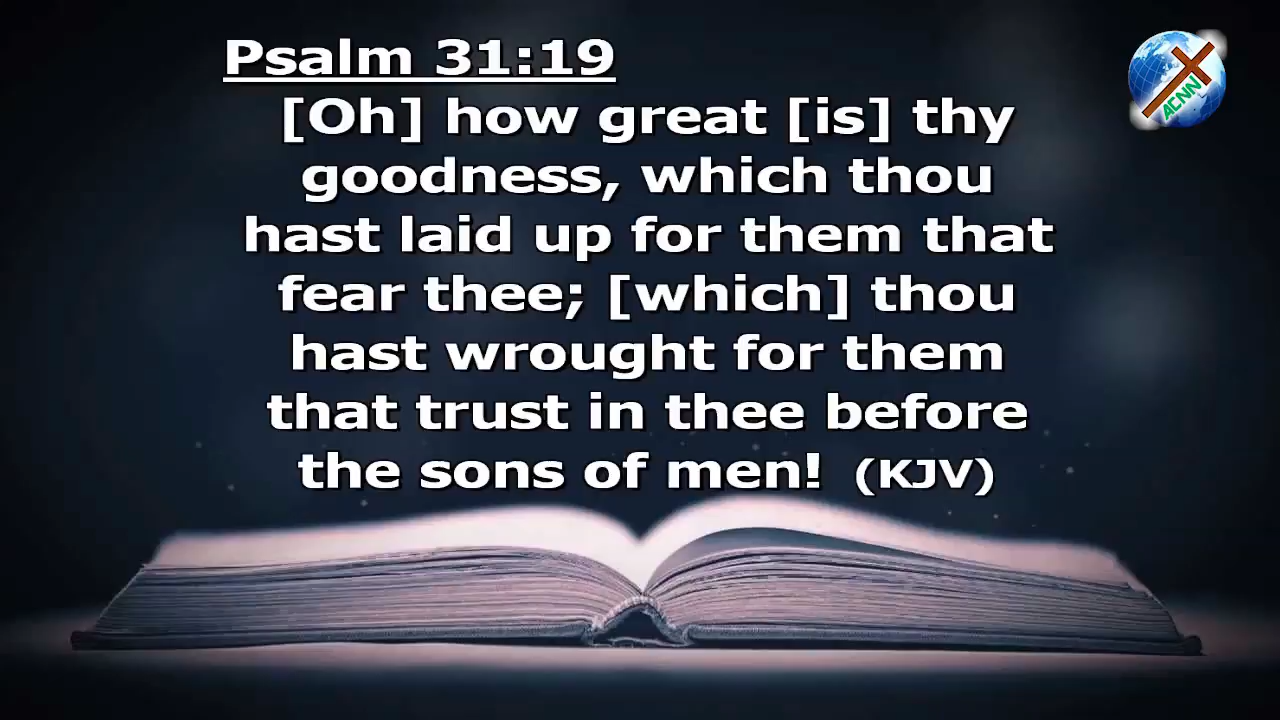 Psalm 31:19
[Oh] how great [is] thy
goodness, which thou
hast laid up for them that
fear thee; [which] thou
hast wrought for them
that trust in thee before
the sons of men! (KJV)
ACNN